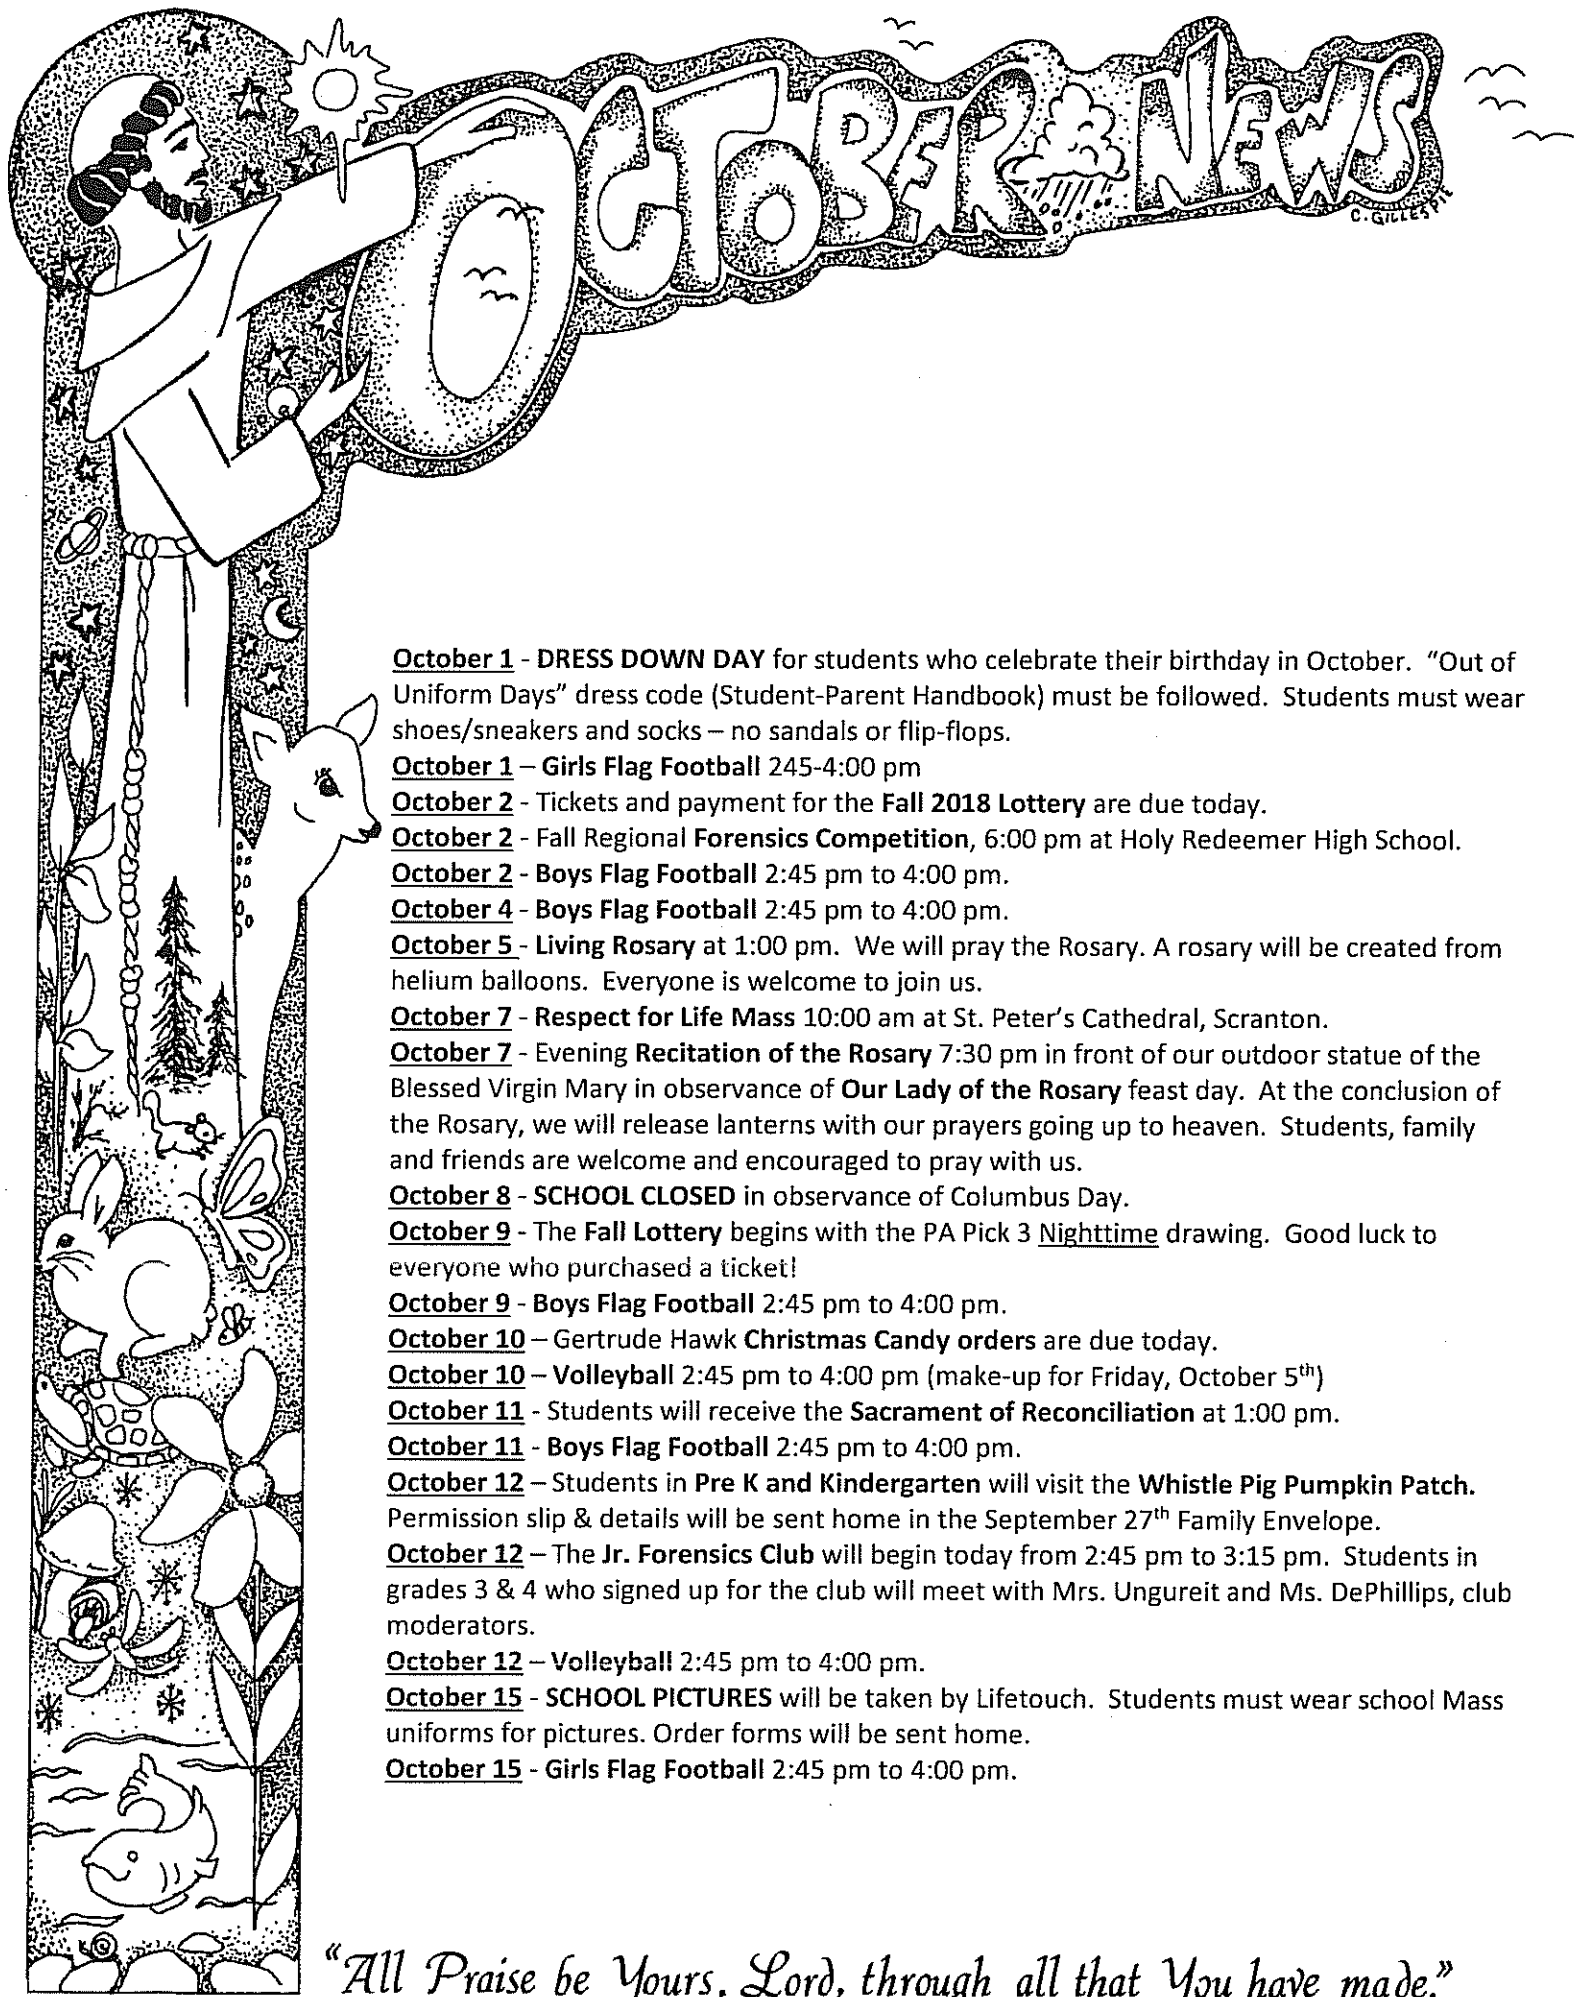 OCTOBER NEWS
C. GILLESPIE
October 1 - DRESS DOWN DAY for students who celebrate their birthday in October.  “Out of
Uniform Days” dress code (Student-Parent Handbook) must be followed.  Students must wear
shoes/sneakers and socks – no sandals or flip-flops.
October 1 – Girls Flag Football 245-4:00 pm
October 2 - Tickets and payment for the Fall 2018 Lottery are due today.
October 2 - Fall Regional Forensics Competition, 6:00 pm at Holy Redeemer High School.
October 2 - Boys Flag Football 2:45 pm to 4:00 pm.
October 4 - Boys Flag Football 2:45 pm to 4:00 pm.
October 5 - Living Rosary at 1:00 pm.  We will pray the Rosary. A rosary will be created from
helium balloons.  Everyone is welcome to join us.
October 7 - Respect for Life Mass 10:00 am at St. Peter’s Cathedral, Scranton.
October 7 - Evening Recitation of the Rosary 7:30 pm in front of our outdoor statue of the
Blessed Virgin Mary in observance of Our Lady of the Rosary feast day.  At the conclusion of
the Rosary, we will release lanterns with our prayers going up to heaven.  Students, family
and friends are welcome and encouraged to pray with us.
October 8 - SCHOOL CLOSED in observance of Columbus Day.
October 9 - The Fall Lottery begins with the PA Pick 3 Nighttime drawing.  Good luck to
everyone who purchased a ticket!
October 9 - Boys Flag Football 2:45 pm to 4:00 pm.
October 10 – Gertrude Hawk Christmas Candy orders are due today.
October 10 – Volleyball 2:45 pm to 4:00 pm (make-up for Friday, October 5th)
October 11 - Students will receive the Sacrament of Reconciliation at 1:00 pm.
October 11 - Boys Flag Football 2:45 pm to 4:00 pm.
October 12 – Students in Pre K and Kindergarten will visit the Whistle Pig Pumpkin Patch.
Permission slip & details will be sent home in the September 27th Family Envelope.
October 12 – The Jr. Forensics Club will begin today from 2:45 pm to 3:15 pm.  Students in
grades 3 & 4 who signed up for the club will meet with Mrs. Ungureit and Ms. DePhillips, club
moderators.
October 12 – Volleyball 2:45 pm to 4:00 pm.
October 15 - SCHOOL PICTURES will be taken by Lifetouch.  Students must wear school Mass
uniforms for pictures. Order forms will be sent home.
October 15 - Girls Flag Football 2:45 pm to 4:00 pm.
“All Praise be Yours, Lord, through all that You have made.”